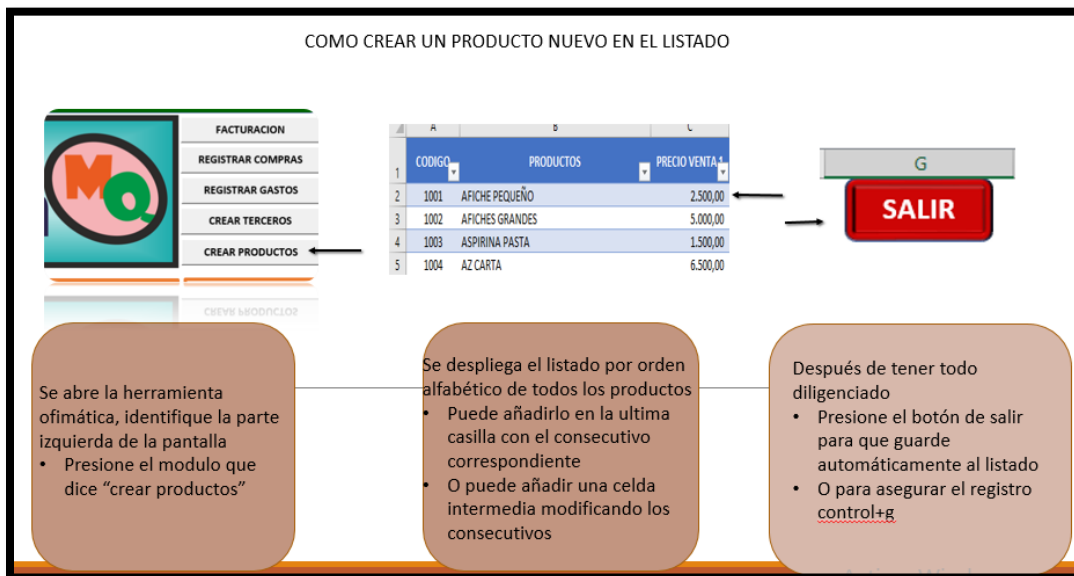 COMO CREAR UN PRODUCTO NUEVO EN EL LISTADO
MQ
FACTURACION
REGISTRAR COMPRAS
REGISTRAR GASTOS
CREAR TERCEROS
CREAR PRODUCTOS
CREAR PRODUCTOS
A B C
1 CODIGO PRODUCTOS PRECIO VENTA 1
2 1001 AFICHE PEQUEÑO 2.500,00
3 1002 AFICHES GRANDES 5.000,00
4 1003 ASPIRINA PASTA 1.500,00
5 1004 AZ CARTA 6.500,00
G
SALIR
Se abre la herramienta
ofimática, identifique la parte
izquierda de la pantalla
• Presione el modulo que
dice “crear productos”
Se despliega el listado por orden
alfabético de todos los productos
• Puede añadirlo en la ultima
casilla con el consecutivo
correspondiente
• O puede añadir una celda
intermedia modificando los
consecutivos
Después de tener todo
diligenciado
• Presione el botón de salir
para que guarde
automáticamente al listado
• O para asegurar el registro
control+g